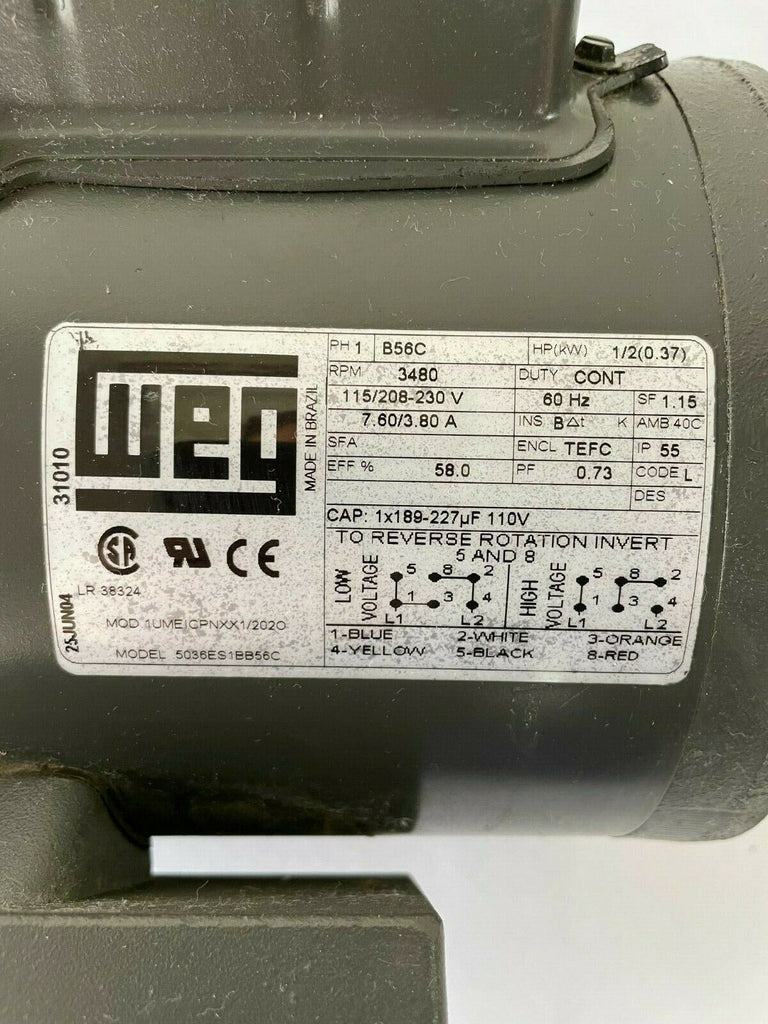 PH 1 B56C HP(KW) 1/2(0.37)
RPM 3480 DUTY CONT
115/208-230 V 60 Hz SF 1.15
7.60/3.80 A INS B∆t K AMB 40C
SFA ENCL TEFC IP 55
EFF % 58.0 PF 0.73 CODE L
DES
CAP: 1x189-227µF 110V
TO REVERSE ROTATION INVERT
5 AND 8
LOW VOLTAGE
5 8 2
1 3 4
L1 L2
HIGH VOLTAGE
5 8 2
1 3 4
L1 L2
1-BLUE 2-WHITE 3-ORANGE
4-YELLOW 5-BLACK 8-RED
WEG
MADE IN BRAZIL
31010
SA UR CE
LR 38324
25JUN04
MOD 1UMEICPNXX1/2020
MODEL 5036ES1BB56C